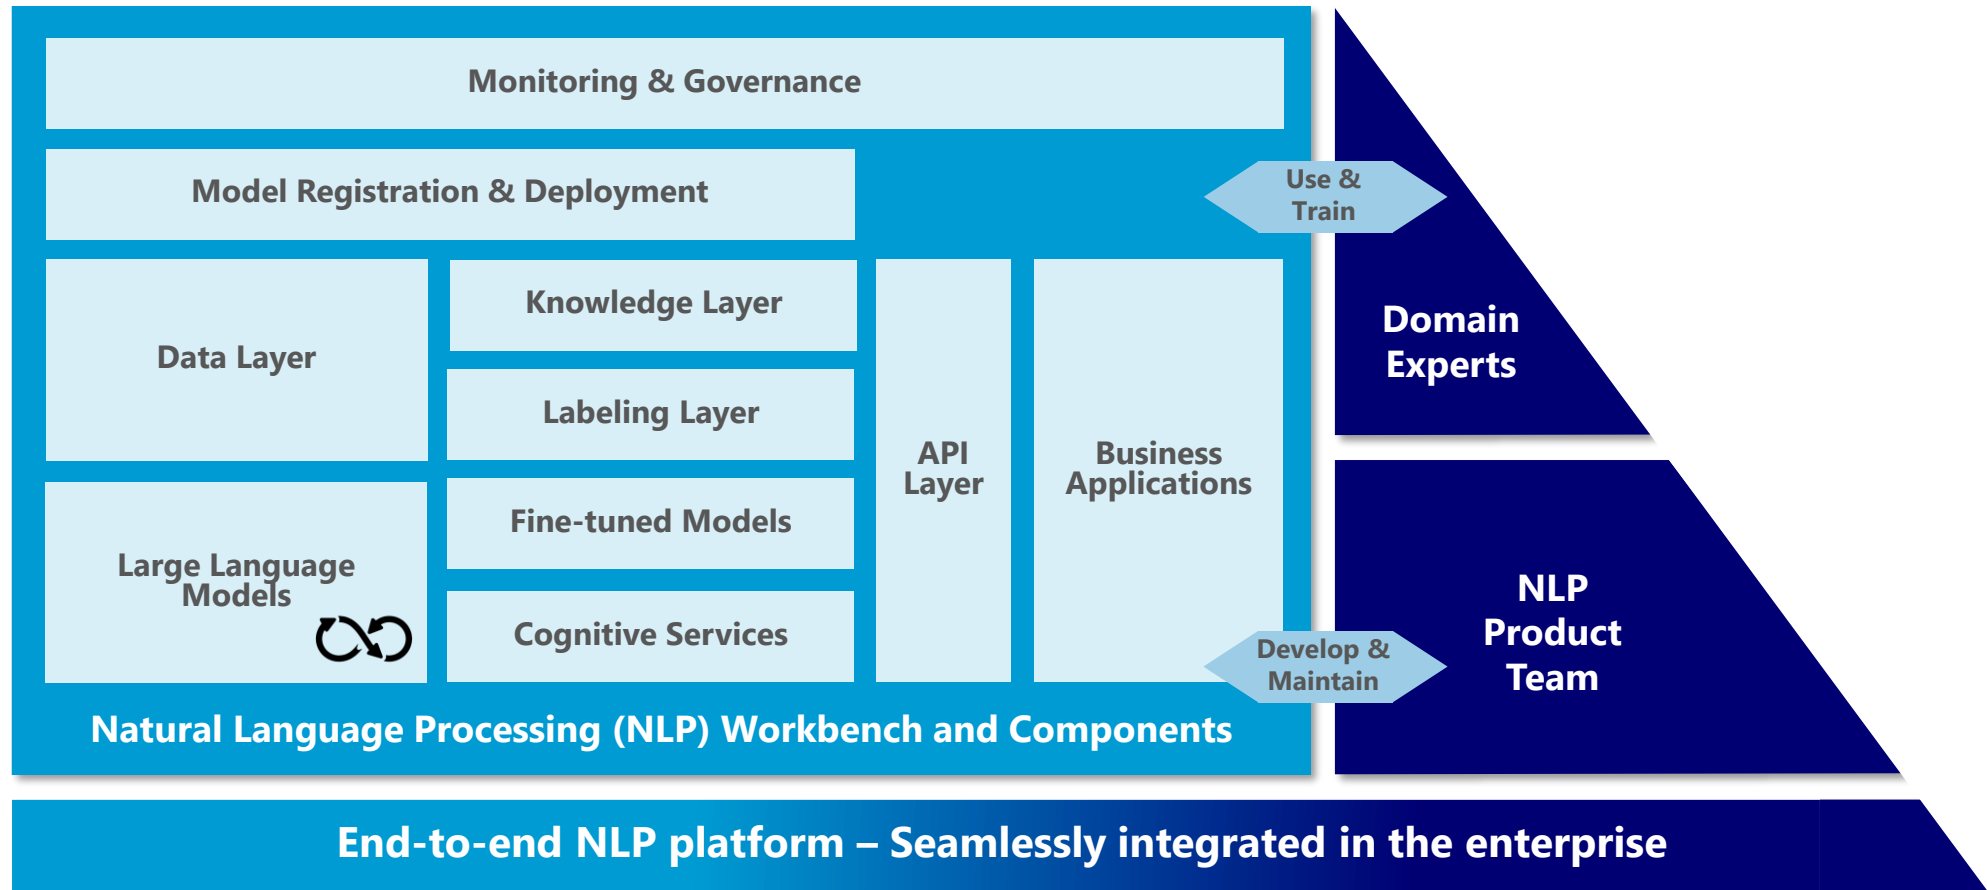 Monitoring & Governance
Model Registration & Deployment
Use &
Train
Data Layer
Knowledge Layer
Labeling Layer
Fine-tuned Models
Cognitive Services
Large Language
Models
API
Layer
Business
Applications
Domain
Experts
NLP
Product
Team
Develop &
Maintain
Natural Language Processing (NLP) Workbench and Components
End-to-end NLP platform – Seamlessly integrated in the enterprise